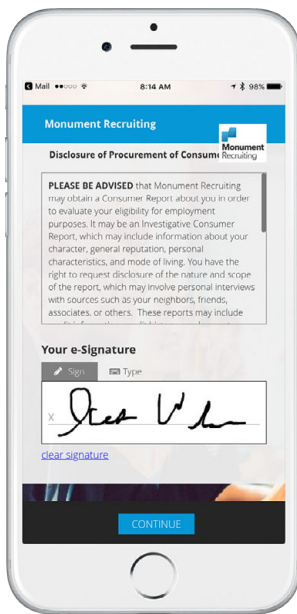 Mail 8:14 AM 98%
Monument Recruiting
Monument
Recruiting
Disclosure of Procurement of Consume
PLEASE BE ADVISED that Monument Recruiting
may obtain a Consumer Report about you in order
to evaluate your eligibility for employment
purposes. It may be an Investigative Consumer
Report, which may include information about your
character, general reputation, personal
characteristics, and mode of living. You have the
right to request disclosure of the nature and scope
of the report, which may involve personal interviews
with sources such as your neighbors, friends,
associates, or others. These reports may include
Your e-Signature
Sign Type
X
clear signature
CONTINUE